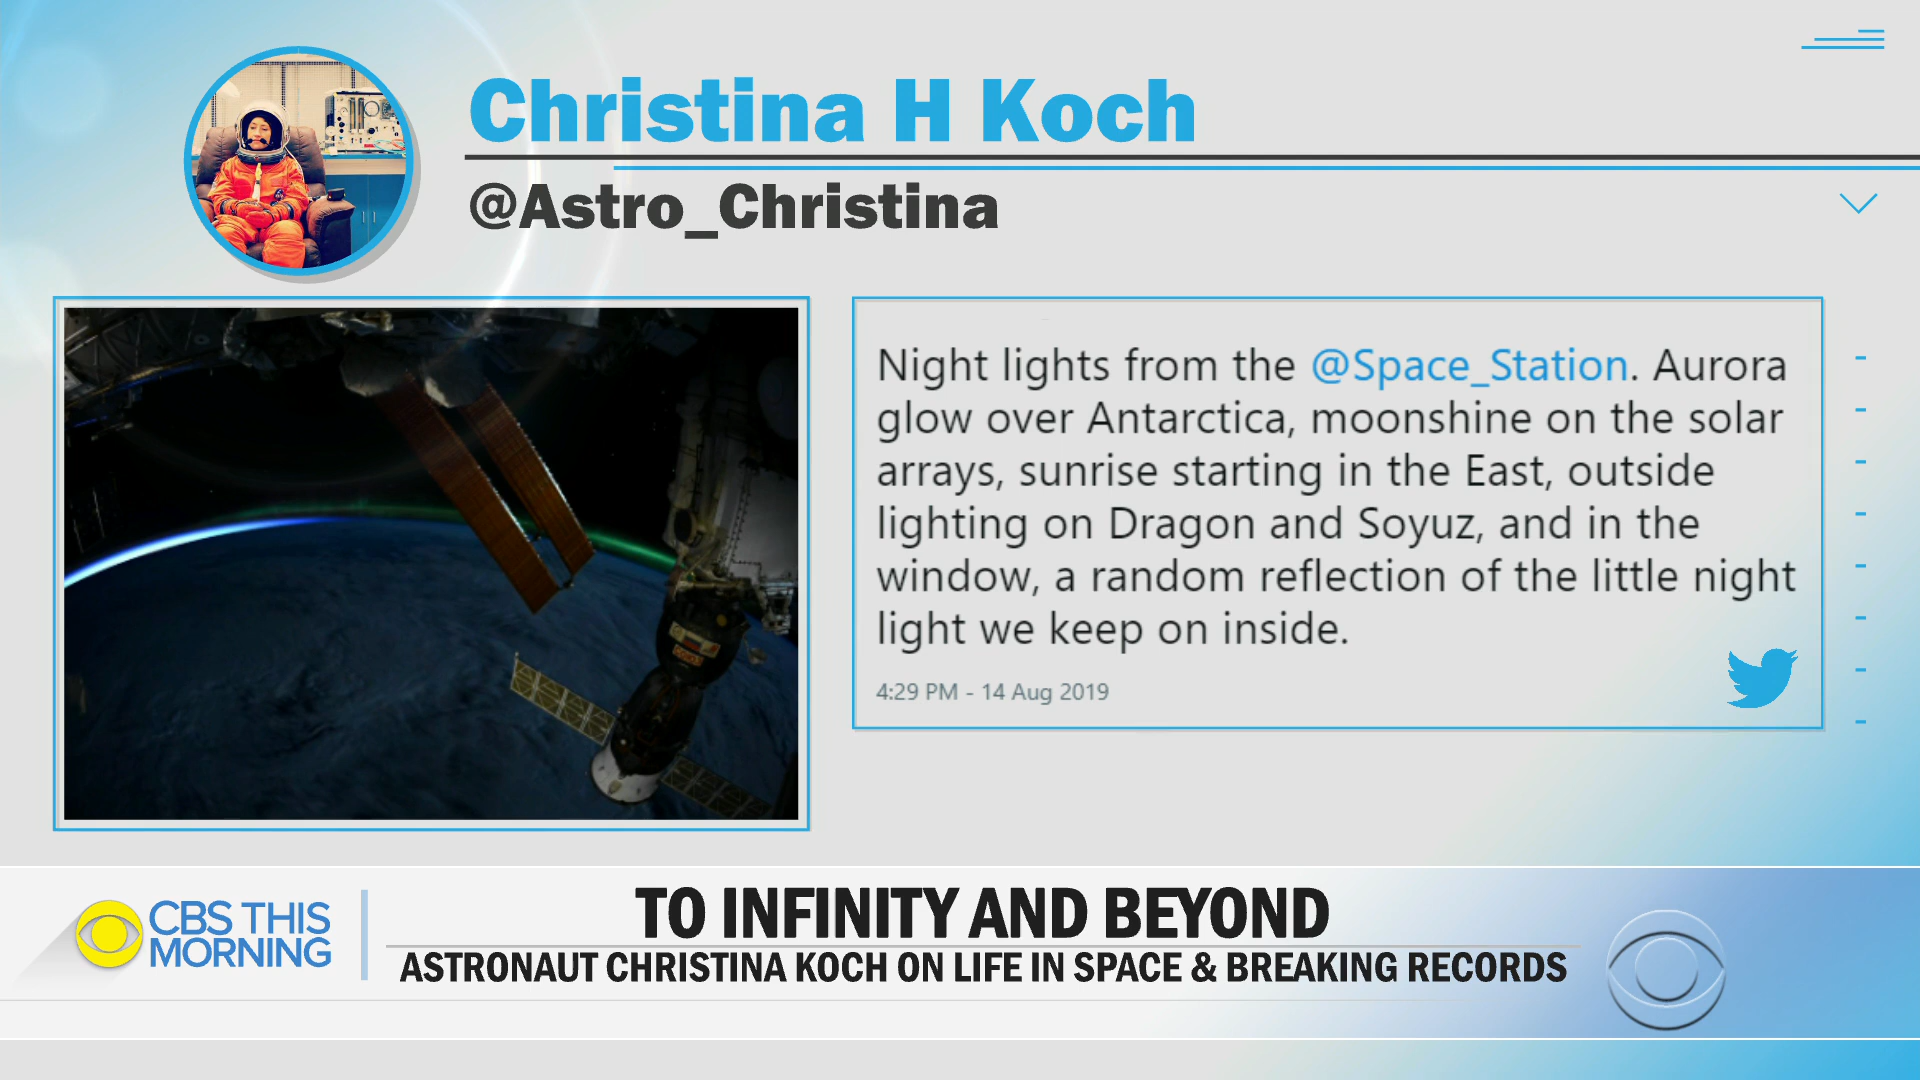 Christina H Koch
@Astro_Christina
Night lights from the @Space_Station. Aurora
glow over Antarctica, moonshine on the solar
arrays, sunrise starting in the East, outside
lighting on Dragon and Soyuz, and in the
window, a random reflection of the little night
light we keep on inside.
4:29 PM - 14 Aug 2019
CBS THIS
MORNING
TO INFINITY AND BEYOND
ASTRONAUT CHRISTINA KOCH ON LIFE IN SPACE & BREAKING RECORDS